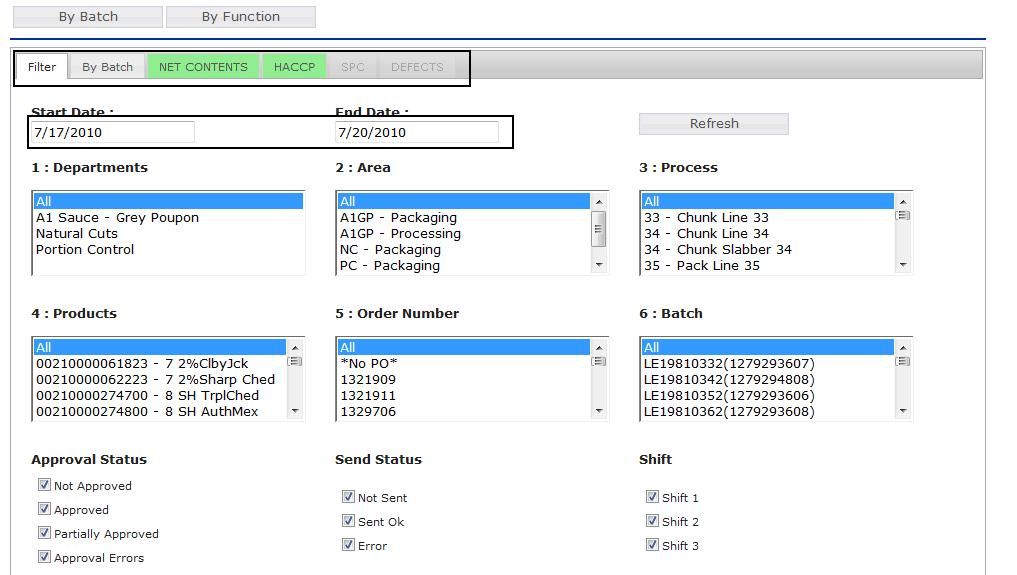 By Batch By Function
Filter By Batch NET CONTENTS HACCP SPC DEFECTS
Start Date : End Date :
7/17/2010 7/20/2010 Refresh
1 : Departments 2 : Area 3 : Process
All All All
A1 Sauce - Grey Poupon A1GP - Packaging 33 - Chunk Line 33
Natural Cuts A1GP - Processing 34 - Chunk Line 34
Portion Control NC - Packaging 34 - Chunk Slabber 34
PC - Packaging 35 - Pack Line 35
4 : Products 5 : Order Number 6 : Batch
All All All
00210000061823 - 7 2%ClbyJck *No PO* LE19810332(1279293607)
00210000062223 - 7 2%Sharp Ched 1321909 LE19810342(1279294808)
00210000274700 - 8 SH TrplChed 1321911 LE19810352(1279293606)
00210000274800 - 8 SH AuthMex 1329706 LE19810362(1279293608)
Approval Status Send Status Shift
Not Approved Not Sent Shift 1
Approved Sent Ok Shift 2
Partially Approved Error Shift 3
Approval Errors